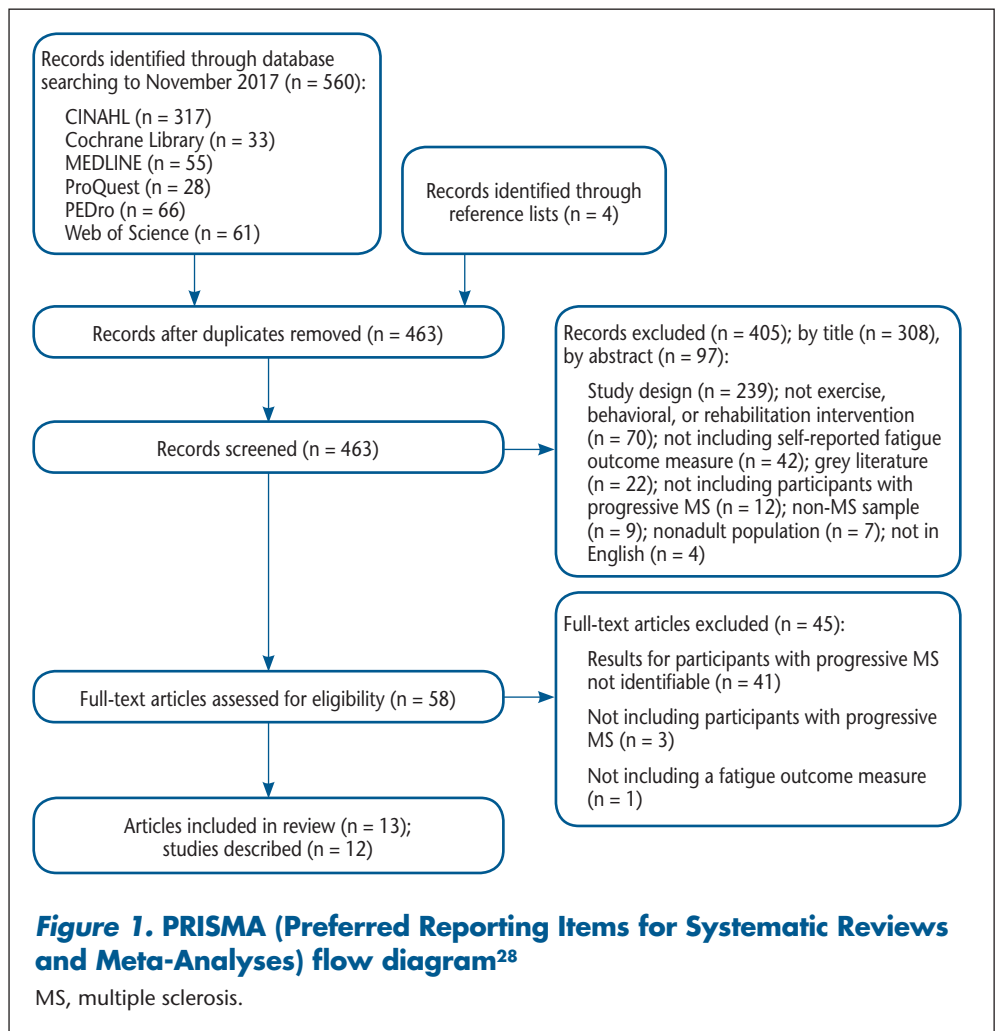 Records identified through database
searching to November 2017 (n = 560):
CINAHL (n = 317)
Cochrane Library (n = 33)
MEDLINE (n = 55)
ProQuest (n = 28)
PEDro (n = 66)
Web of Science (n = 61)
Records identified through
reference lists (n = 4)
Records after duplicates removed (n = 463)
Records excluded (n = 405); by title (n = 308),
by abstract (n = 97):
Study design (n = 239); not exercise,
behavioral, or rehabilitation intervention
(n = 70); not including self-reported fatigue
outcome measure (n = 42); grey literature
(n = 22); not including participants with
progressive MS (n = 12); non-MS sample
(n = 9); nonadult population (n = 7); not in
English (n = 4)
Records screened (n = 463)
Full-text articles excluded (n = 45):
Results for participants with progressive MS
not identifiable (n = 41)
Not including participants with progressive
MS (n = 3)
Not including a fatigue outcome measure
(n = 1)
Full-text articles assessed for eligibility (n = 58)
Articles included in review (n = 13);
studies described (n = 12)
Figure 1. PRISMA (Preferred Reporting Items for Systematic Reviews
and Meta-Analyses) flow diagram28
MS, multiple sclerosis.